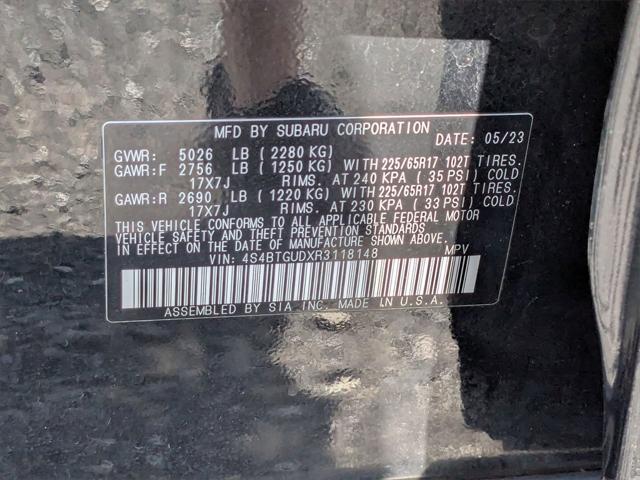 MFD BY SUBARU CORPORATION
DATE: 05/23
GVWR: 5026 LB ( 2280 KG)
GAWR:F 2756 LB ( 1250 KG) WITH 225/65R17 102T TIRES.
17X7J RIMS. AT 240 KPA ( 35 PSI) COLD
GAWR:R 2690 LB ( 1220 KG) WITH 225/65R17 102T TIRES.
17X7J RIMS. AT 230 KPA ( 33 PSI) COLD
THIS VEHICLE CONFORMS TO ALL APPLICABLE FEDERAL MOTOR
VEHICLE SAFETY AND THEFT PREVENTION STANDARDS
IN EFFECT ON THE DATE OF MANUFACTURE SHOWN ABOVE.
VIN: 4S4BTGUDXR3118148 MPV
ASSEMBLED BY SIA INC. MADE IN U.S.A.